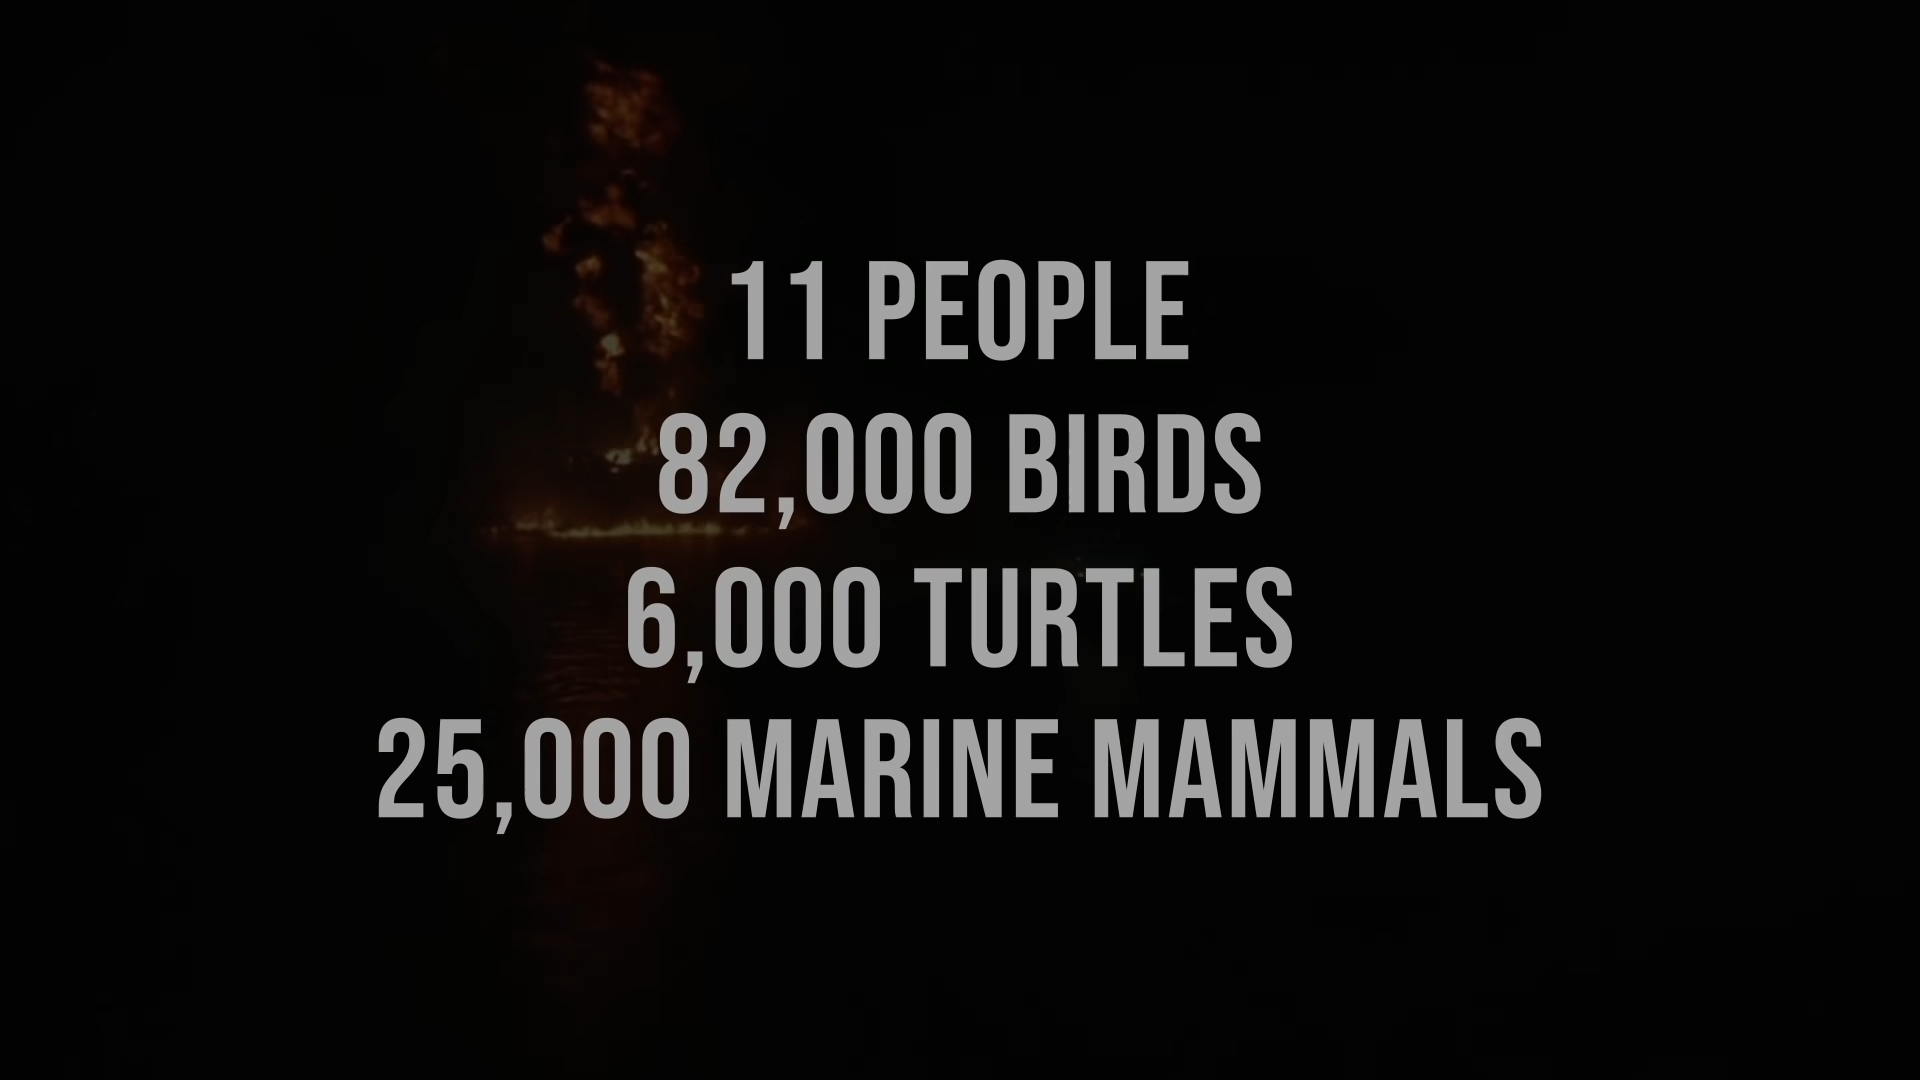 11 PEOPLE
82,000 BIRDS
6,000 TURTLES
25,000 MARINE MAMMALS